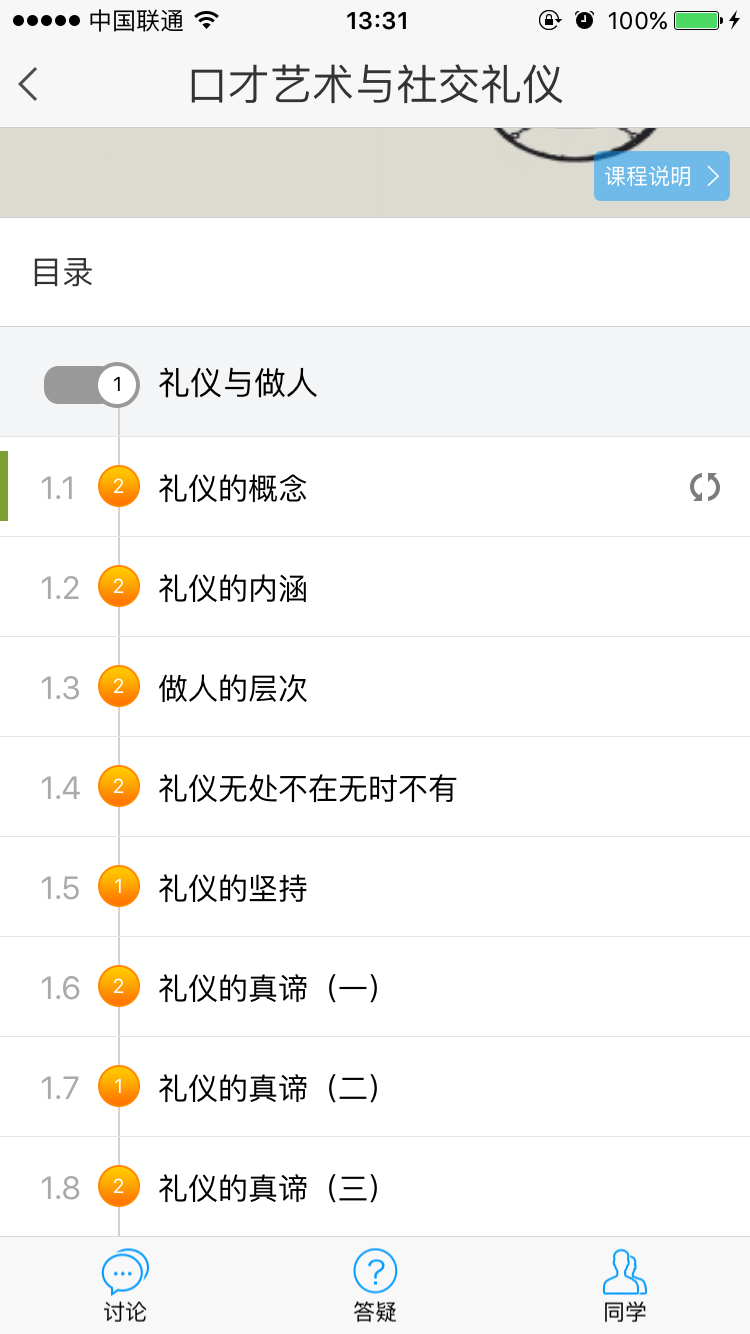 中国联通 13:31 100%
口才艺术与社交礼仪
课程说明
目录
1 礼仪与做人
1.1 2 礼仪的概念
1.2 2 礼仪的内涵
1.3 2 做人的层次
1.4 2 礼仪无处不在无时不有
1.5 1 礼仪的坚持
1.6 2 礼仪的真谛（一）
1.7 1 礼仪的真谛（二）
1.8 2 礼仪的真谛（三）
讨论 答疑 同学